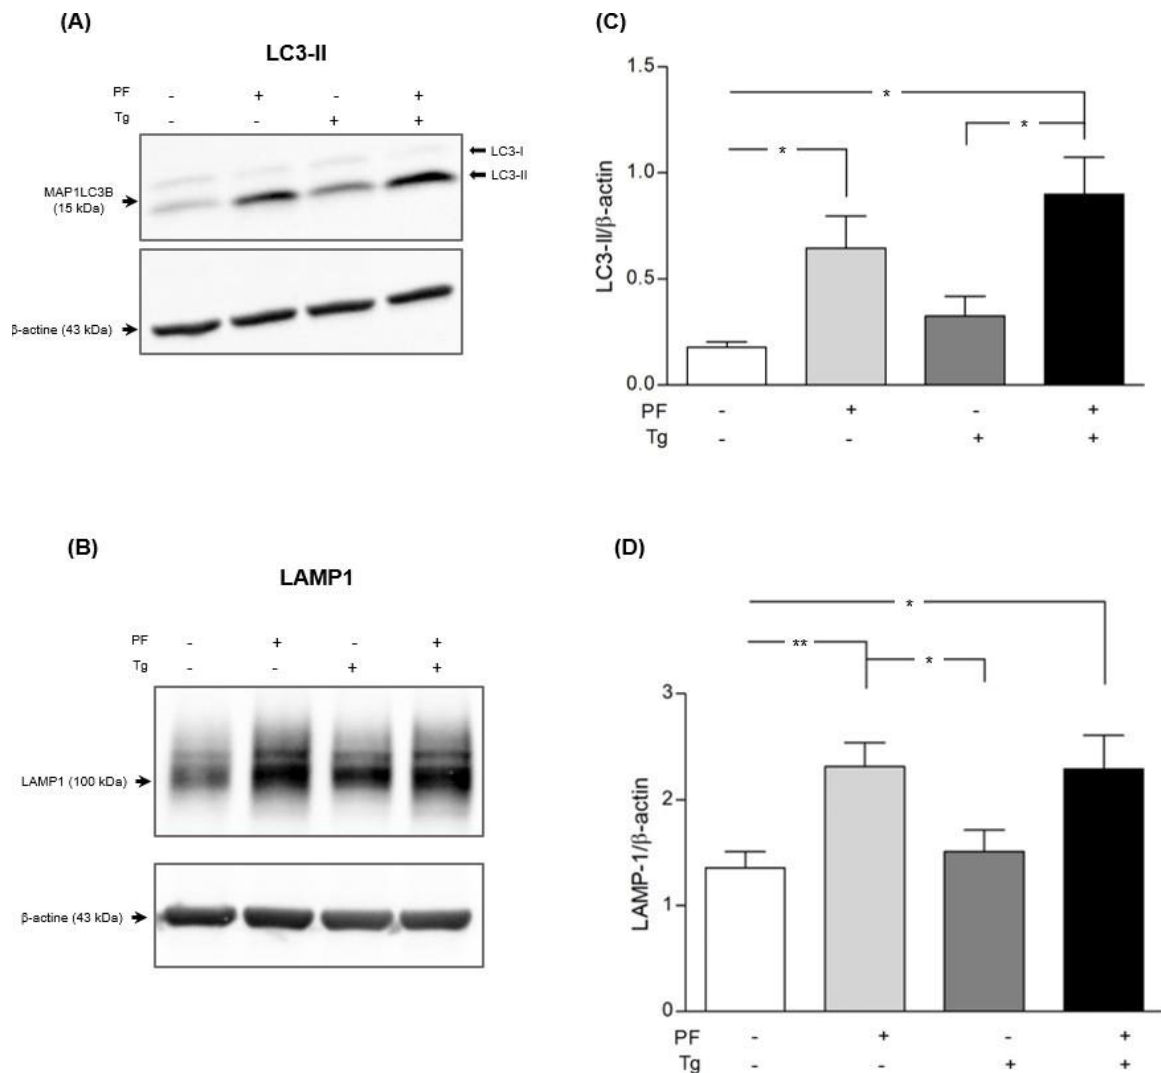 (A)
LC3-II
PF - + - +
Tg - - + +
LC3-I
LC3-II
MAP1LC3B
(15 kDa)
β-actine (43 kDa)
(C)
1.5
1.0
0.5
0.0
LC3-II/β-actin
*
*
*
PF - + - +
Tg - - + +
(B)
LAMP1
PF - + - +
Tg - - + +
LAMP1 (100 kDa)
β-actine (43 kDa)
(D)
*
**
*
3
2
1
0
LAMP-1/β-actin
PF - + - +
Tg - - + +